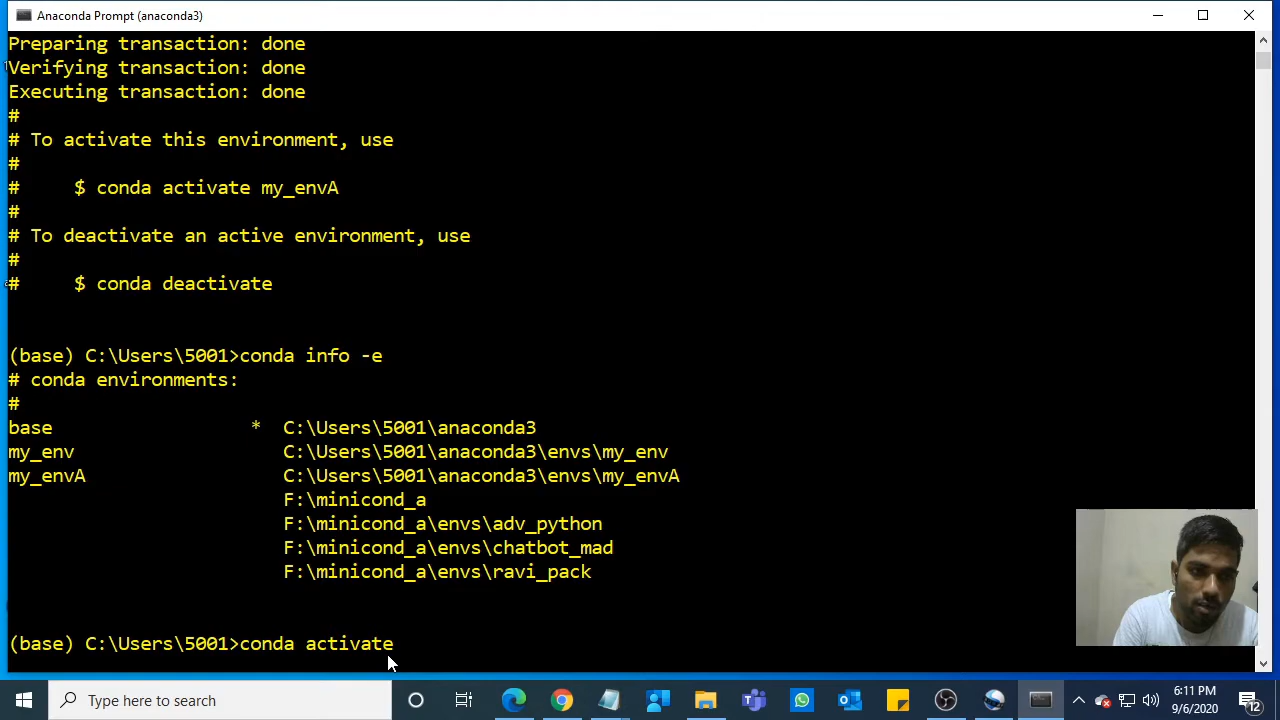 Anaconda Prompt (anaconda3)
Preparing transaction: done
Verifying transaction: done
Executing transaction: done
#
# To activate this environment, use
#
#     $ conda activate my_envA
#
# To deactivate an active environment, use
#
#     $ conda deactivate
(base) C:\Users\5001>conda info -e
# conda environments:
#
base                  *  C:\Users\5001\anaconda3
my_env                   C:\Users\5001\anaconda3\envs\my_env
my_envA                  C:\Users\5001\anaconda3\envs\my_envA
                         F:\minicond_a
                         F:\minicond_a\envs\adv_python
                         F:\minicond_a\envs\chatbot_mad
                         F:\minicond_a\envs\ravi_pack
(base) C:\Users\5001>conda activate
Type here to search
6:11 PM
9/6/2020
12